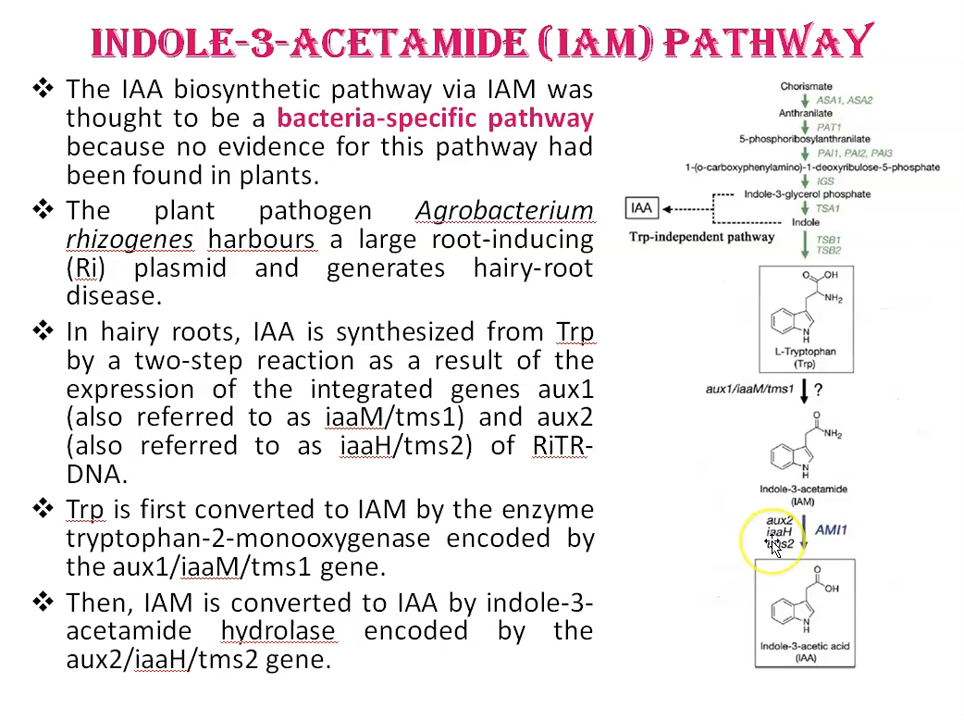 INDOLE-3-ACETAMIDE (IAM) PATHWAY
❖ The IAA biosynthetic pathway via IAM was
thought to be a bacteria-specific pathway
because no evidence for this pathway had
been found in plants.
❖ The plant pathogen Agrobacterium
rhizogenes harbours a large root-inducing
(Ri) plasmid and generates hairy-root
disease.
❖ In hairy roots, IAA is synthesized from Trp
by a two-step reaction as a result of the
expression of the integrated genes aux1
(also referred to as iaaM/tms1) and aux2
(also referred to as iaaH/tms2) of RiTR-
DNA.
❖ Trp is first converted to IAM by the enzyme
tryptophan-2-monooxygenase encoded by
the aux1/iaaM/tms1 gene.
❖ Then, IAM is converted to IAA by indole-3-
acetamide hydrolase encoded by the
aux2/iaaH/tms2 gene.
Chorismate
ASA1, ASA2
Anthranilate
PAT1
5-phosphoribosylanthranilate
PAI1, PAI2, PAI3
1-(o-carboxyphenylamino)-1-deoxyribulose-5-phosphate
IGS
Indole-3-glycerol phosphate
IAA
TSA1
Indole
Trp-independent pathway
TSB1
TSB2
O
OH
NH2
N
H
L-Tryptophan
(Trp)
aux1/iaaM/tms1 ?
O
NH2
N
H
Indole-3-acetamide
(IAM)
aux2
iaaH
tms2
AMI1
O
OH
N
H
Indole-3-acetic acid
(IAA)